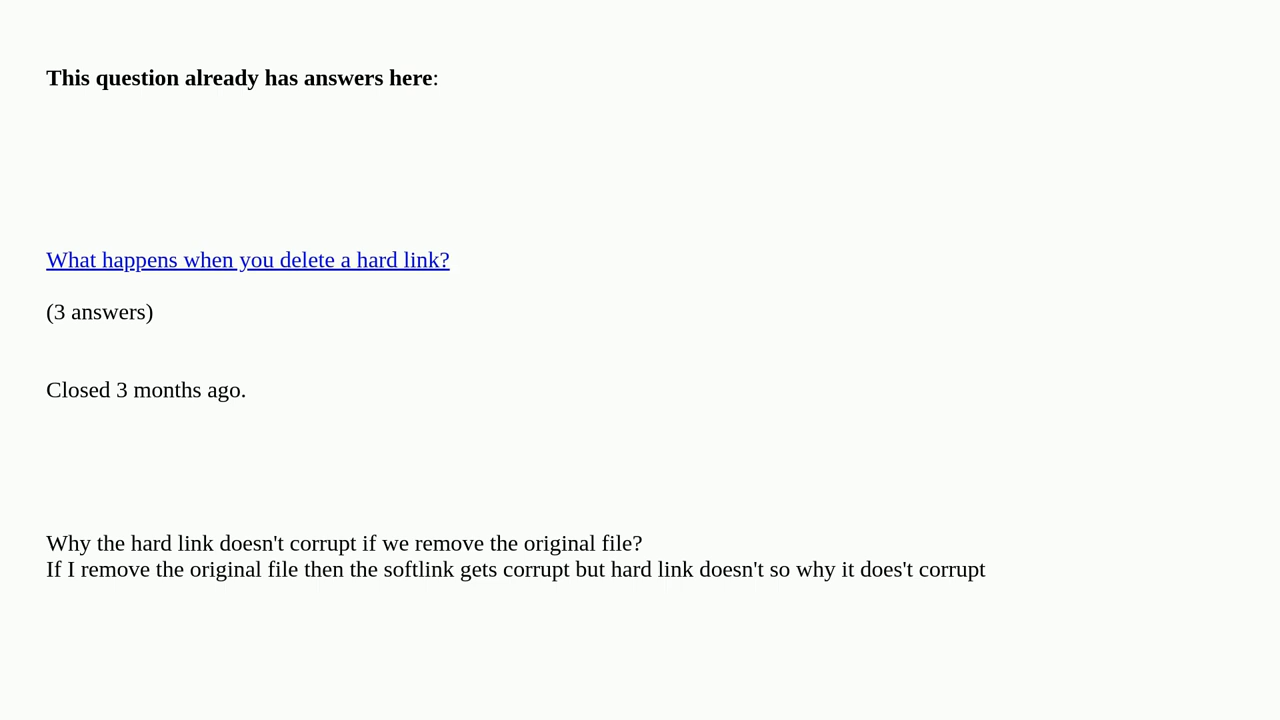 This question already has answers here:
What happens when you delete a hard link?
(3 answers)
Closed 3 months ago.
Why the hard link doesn't corrupt if we remove the original file?
If I remove the original file then the softlink gets corrupt but hard link doesn't so why it does't corrupt